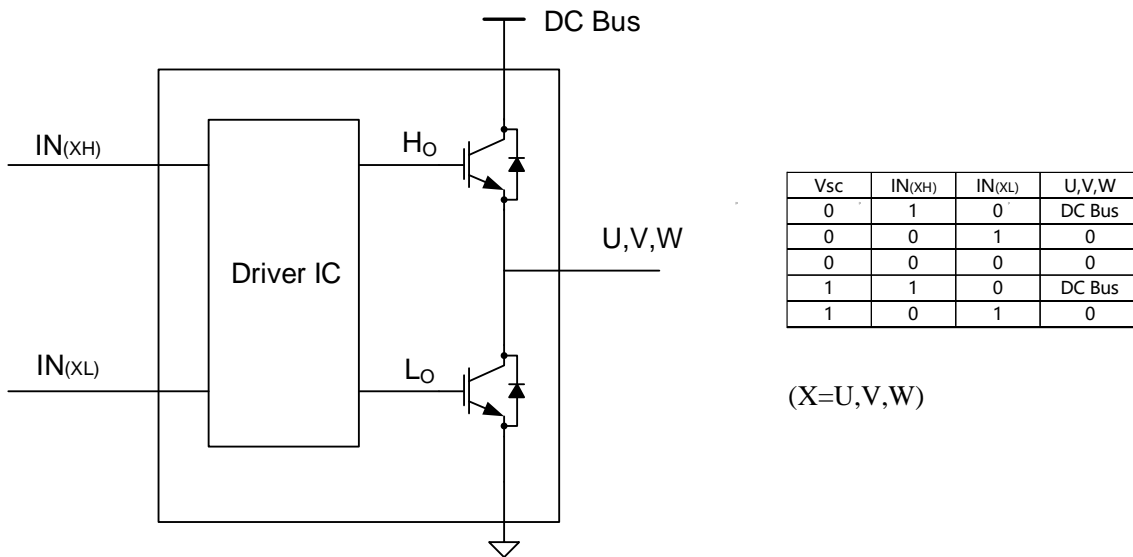 DC Bus
IN(XH)
HO
Driver IC
U,V,W
IN(XL)
LO
Vsc IN(XH) IN(XL) U,V,W
0 1 0 DC Bus
0 0 1 0
0 0 0 0
1 1 0 DC Bus
1 0 1 0
(X=U,V,W)